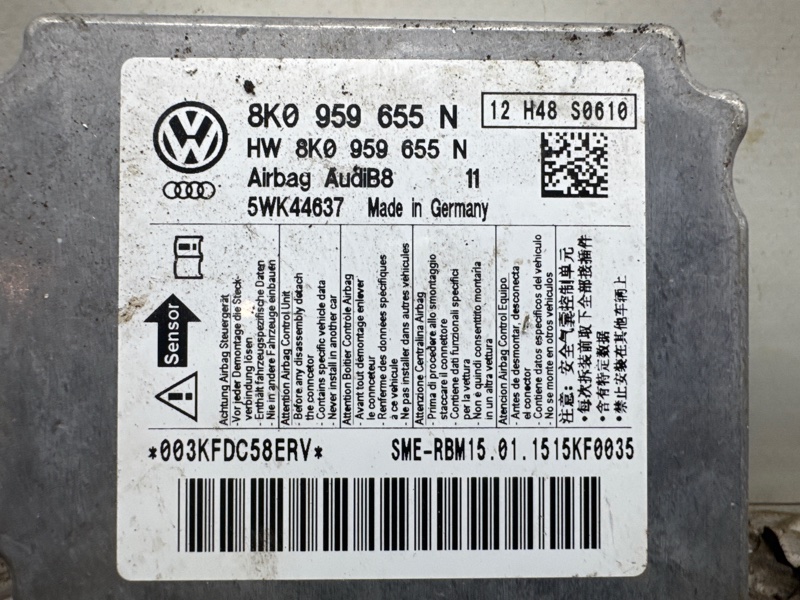 8K0 959 655 N
12 H48 S0610
HW 8K0 959 655 N
Airbag AudiB8 11
5WK44637 Made in Germany
Sensor
Achtung Airbag Steuergerät
-Vor jeder Demontage die Steck-
verbindung lösen
-Enthält fahrzeugspezifische Daten
Nie in andere Fahrzeuge einbauen
Attention Airbag Control Unit
- Before any disassembly detach
the connector
- Contains specific vehicle data
- Never install in another car
Attention Boîtier Controle Airbag
- Avant tout démontage enlever
le connceteur
- Renferme des données spécifiques
a ce véhicule
- Ne pas installer dans autres véhicules
Attenzione Centralina Airbag
- Prima di procedere allo smontaggio
staccare il connettore
- Contiene dati funzionali specifici
per la vettura
Non e quindi consentito montarla
in un altra vettura
Atencion Airbag Control Equipo
- Antes de desmontar, desconecta
el conector
- Contiene datos especificos del vehiculo
No se monte en otros vehiculos
注意: 安全气囊控制单元
•每次拆装前取下全部接插件
•含有特定数据
•禁止安装在其他车辆上
*003KFDC58ERV*
SME-RBM15.01.1515KF0035